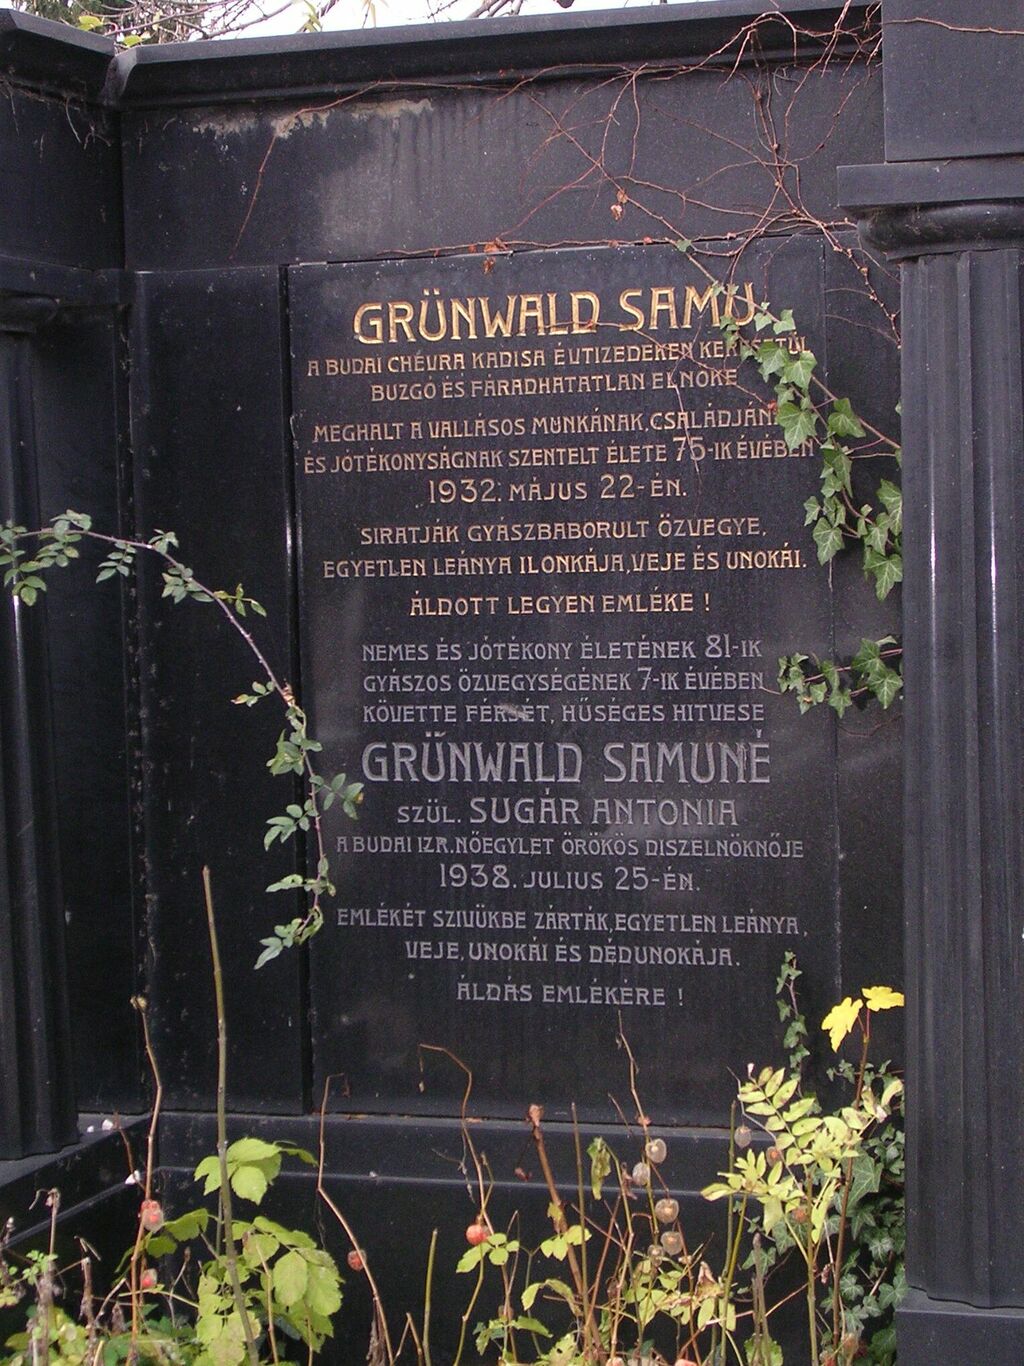 GRÜNWALD SAMU
A BUDAI CHÉVRA KADISA ÉVTIZEDEKEN
BUZGÓ ÉS FÁRADHATATLAN ELNÖKE
MEGHALT A VALLÁSOS MUNKÁNAK, CSALÁDJÁN
ÉS JÓTÉKONYSÁGNAK SZENTELT ÉLETE 75-IK ÉVÉBEN
1932. MÁJUS 22-ÉN.
SIRATJÁK GYÁSZBABORULT ÖZVEGYE,
EGYETLEN LEÁNYA ILONKÁJA, VEJE ÉS UNOKÁI.
ÁLDOTT LEGYEN EMLÉKE !
NEMES ÉS JÓTÉKONY ÉLETÉNEK 81-IK
GYÁSZOS ÖZVEGYSÉGÉNEK 7-IK ÉVÉBEN
KÖVETTE FÉRJÉT, HŰSÉGES HITVESE
GRÜNWALD SAMUNÉ
SZÜL. SUGÁR ANTONIA
A BUDAI IZR. NŐEGYLET ÖRÖKÖS DISZELNÖKNŐJE
1938. JULIUS 25-ÉN.
EMLÉKÉT SZIVÜKBE ZÁRTÁK, EGYETLEN LEÁNYA,
VEJE, UNOKÁI ÉS DÉDUNOKÁJA.
ÁLDÁS EMLÉKÉRE !